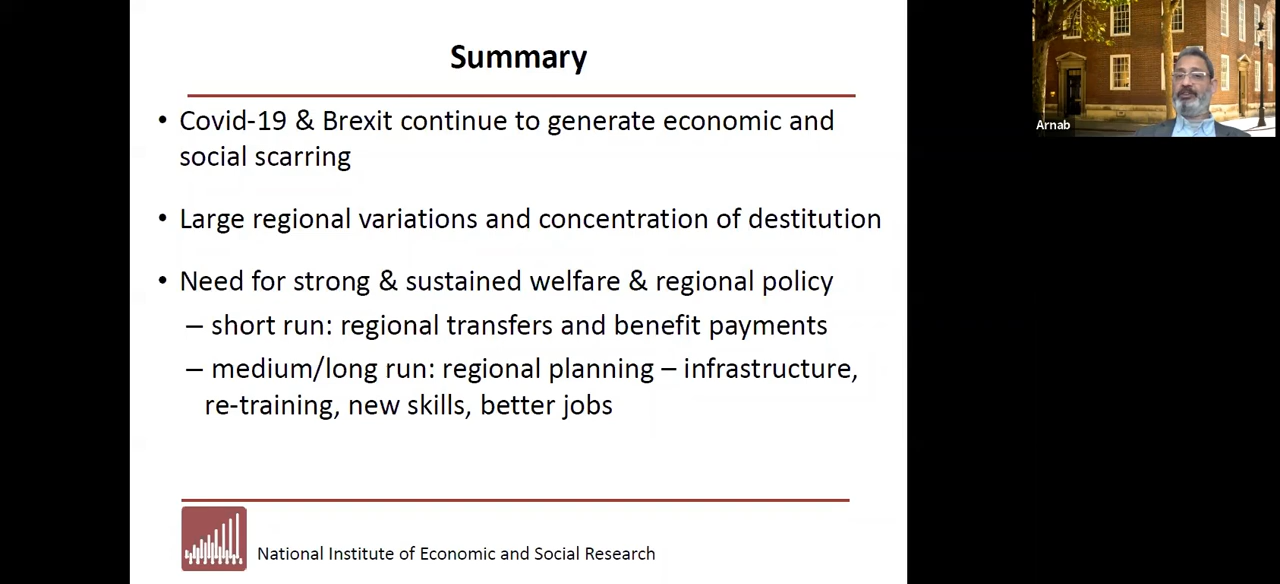 Summary
• Covid-19 & Brexit continue to generate economic and
social scarring
• Large regional variations and concentration of destitution
• Need for strong & sustained welfare & regional policy
– short run: regional transfers and benefit payments
– medium/long run: regional planning – infrastructure,
re-training, new skills, better jobs
National Institute of Economic and Social Research
Arnab